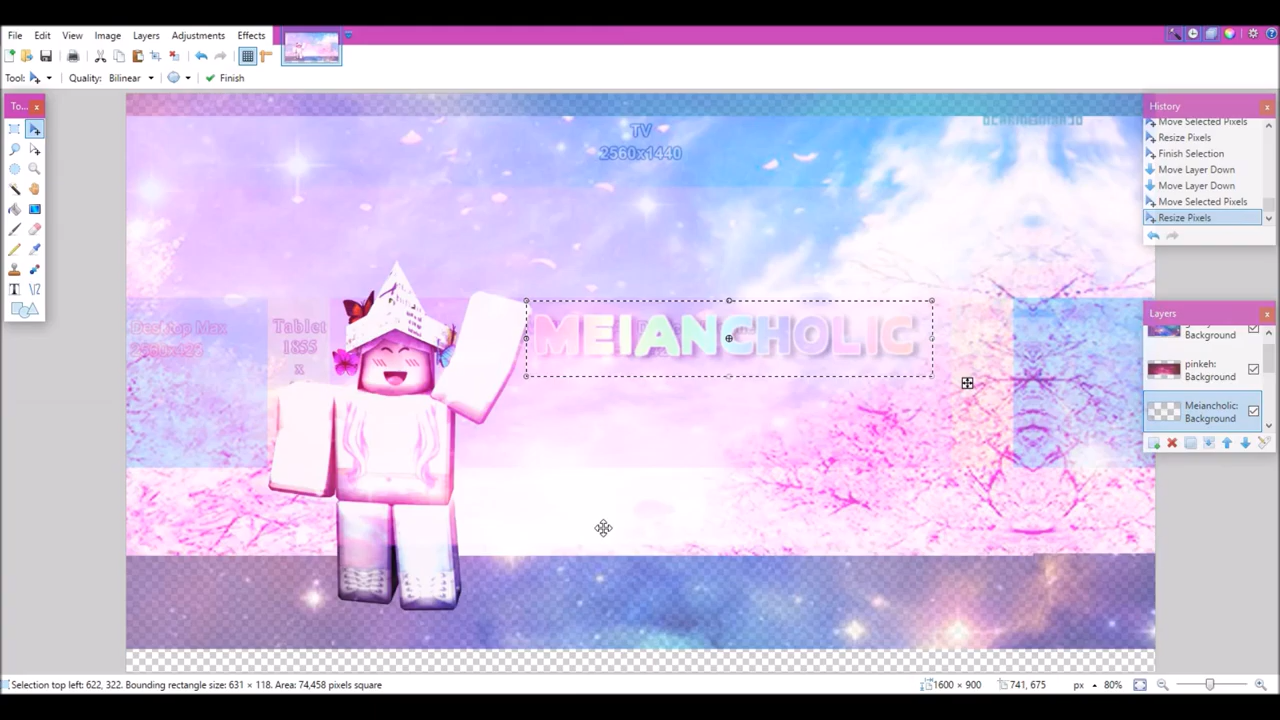 File Edit View Image Layers Adjustments Effects
Tool: Quality: Bilinear Finish
To...
History
Move Selected Pixels
Resize Pixels
Finish Selection
Move Layer Down
Move Layer Down
Move Selected Pixels
Resize Pixels
TV
2560x1440
Desktop Max
Tablet
1855
x
MEIANCHOLIC
Layers
Background
pinkeh:
Background
Meiancholic:
Background
Selection top left: 622, 322. Bounding rectangle size: 631 × 118. Area: 74,458 pixels square
1600 × 900
741, 675
px
80%